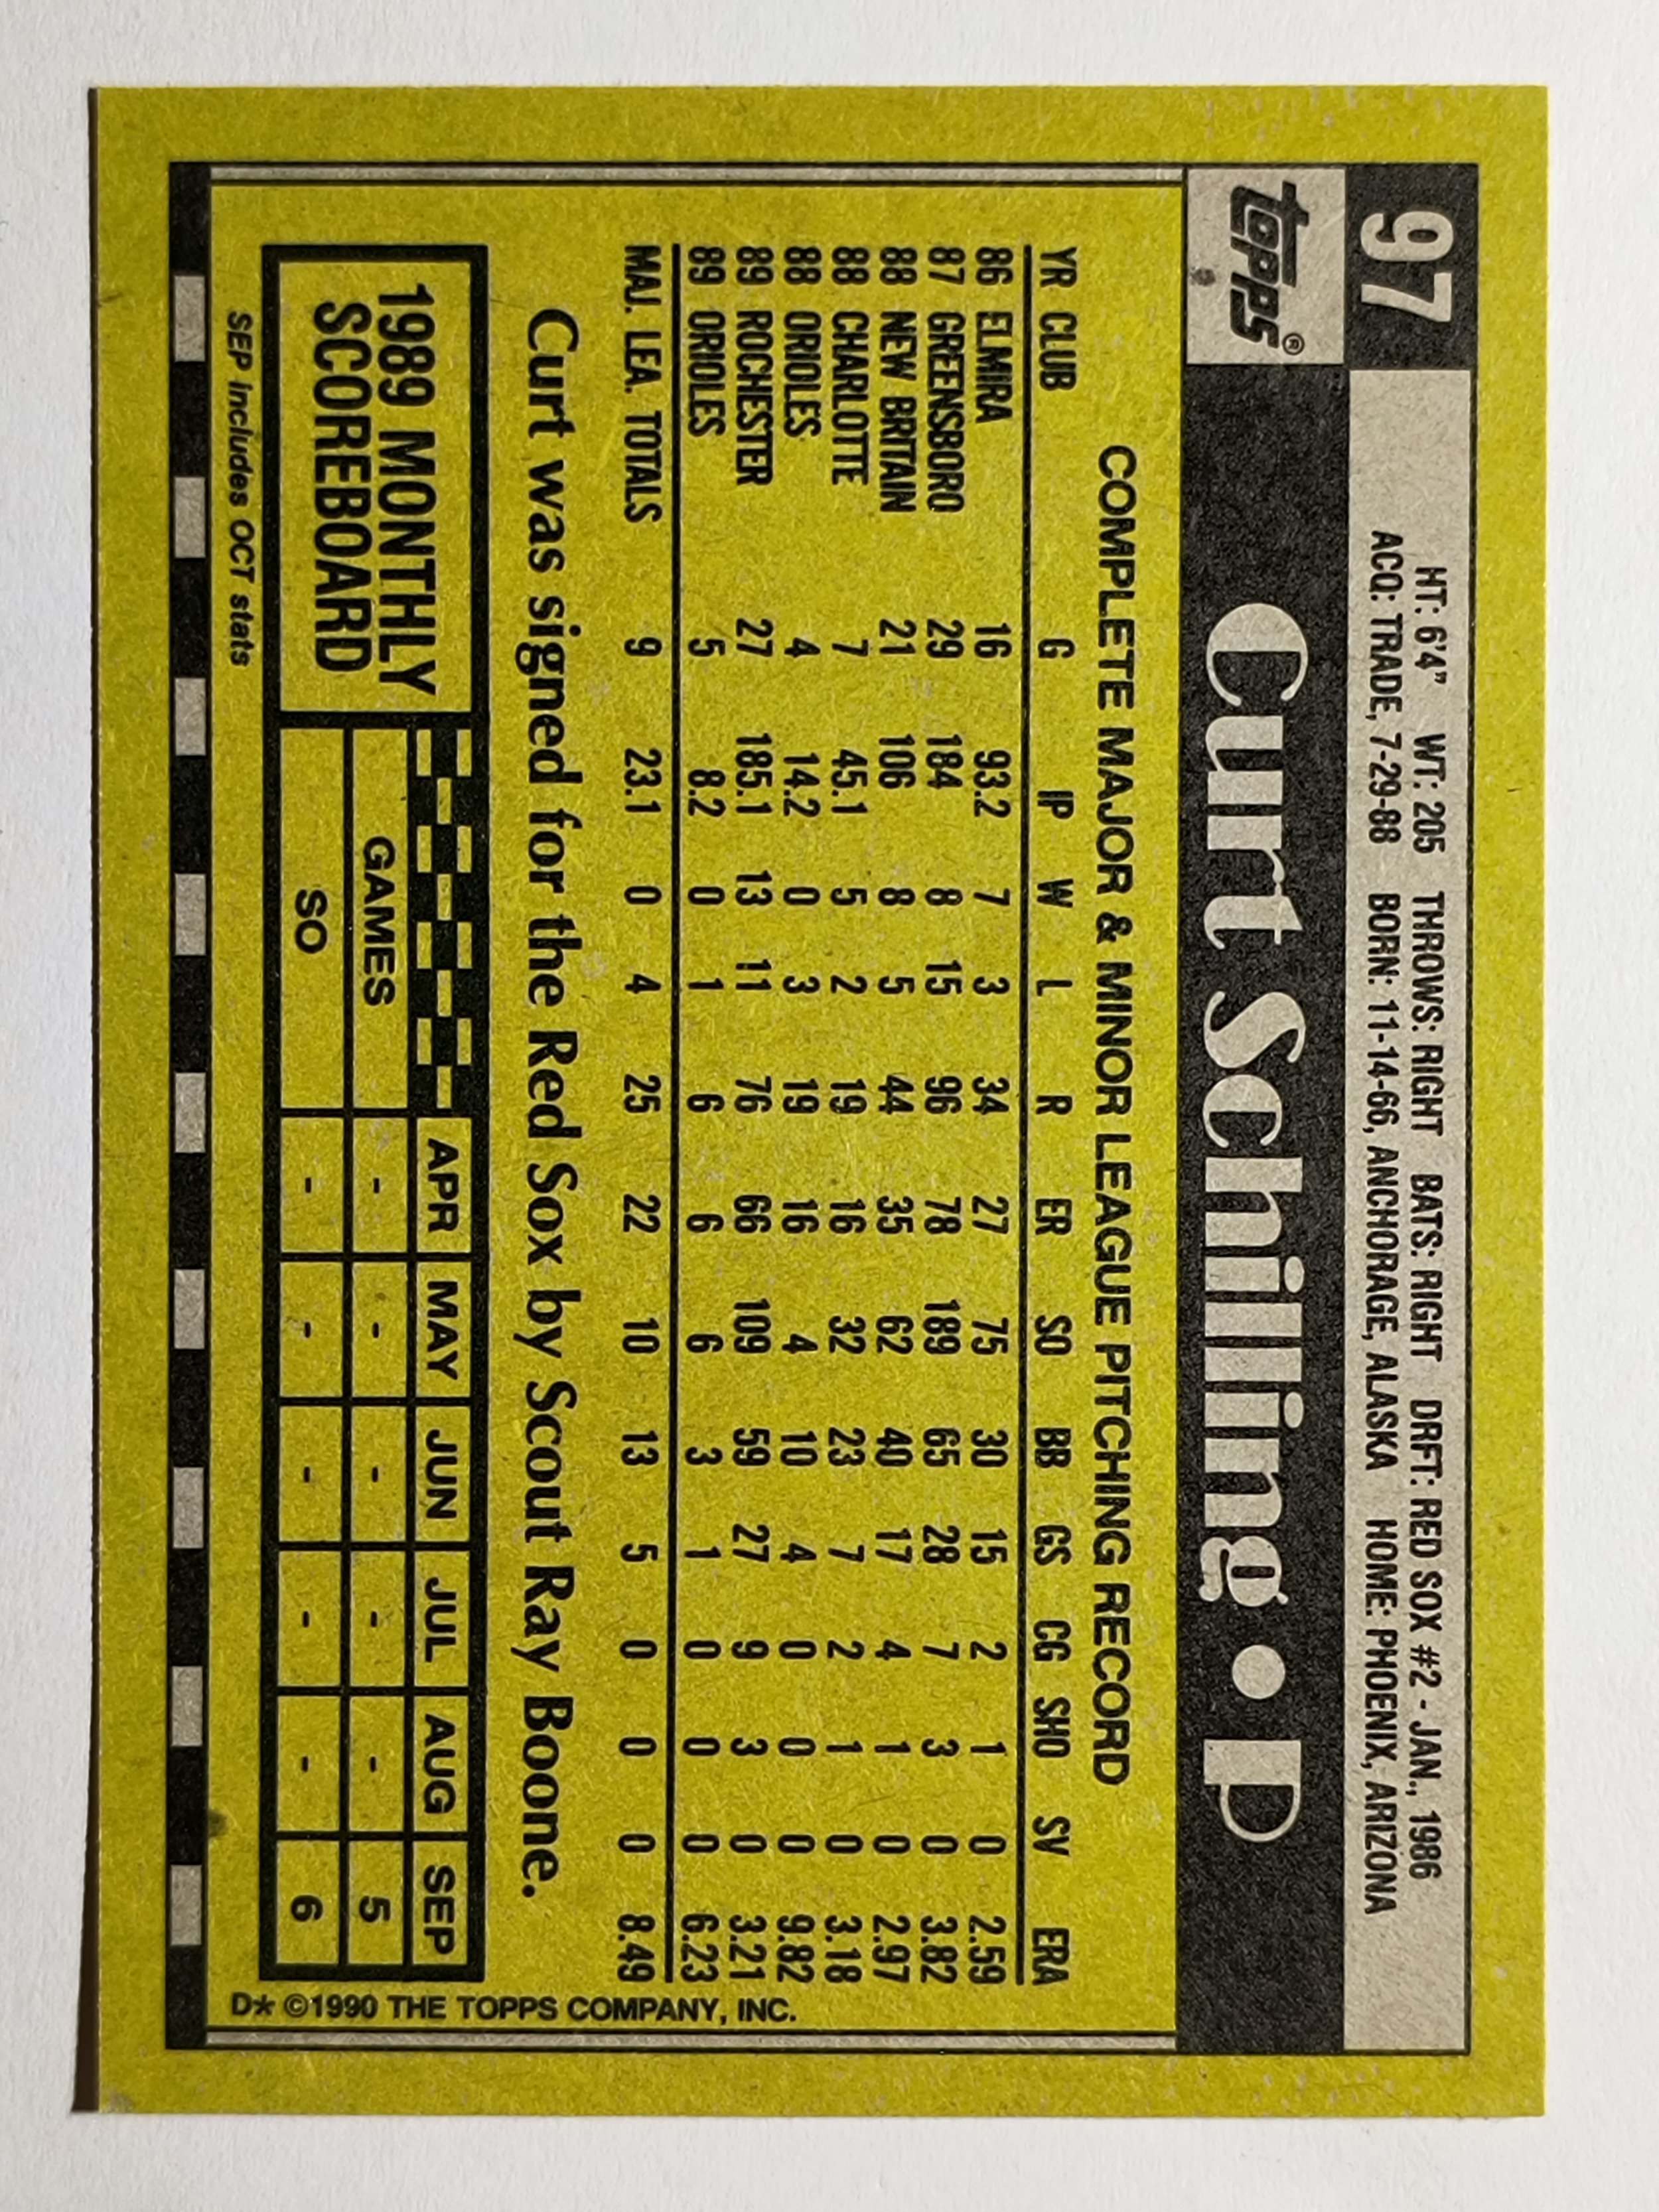 97
HT: 6'4" WT: 205 THROWS: RIGHT BATS: RIGHT DRFT: RED SOX #2 - JAN., 1986
ACQ: TRADE, 7-29-88 BORN: 11-14-66, ANCHORAGE, ALASKA HOME: PHOENIX, ARIZONA
topps® Curt Schilling • P
COMPLETE MAJOR & MINOR LEAGUE PITCHING RECORD
YR CLUB G IP W L R ER SO BB GS CG SHO SV ERA
86 ELMIRA 16 93.2 7 3 34 27 75 30 15 2 1 0 2.59
87 GREENSBORO 29 184 8 15 96 78 189 65 28 7 3 0 3.82
88 NEW BRITAIN 21 106 8 5 44 35 62 40 17 4 1 0 2.97
88 CHARLOTTE 7 45.1 5 2 19 16 32 23 7 2 1 0 3.18
88 ORIOLES 4 14.2 0 3 19 16 4 10 4 0 0 0 9.82
89 ROCHESTER 27 185.1 13 11 76 66 109 59 27 9 3 0 3.21
89 ORIOLES 5 8.2 0 1 6 6 6 3 1 0 0 0 6.23
MAJ. LEA. TOTALS 9 23.1 0 4 25 22 10 13 5 0 0 0 8.49
Curt was signed for the Red Sox by Scout Ray Boone.
1989 MONTHLY
SCOREBOARD
APR MAY JUN JUL AUG SEP
GAMES - - - - - 5
SO - - - - - 6
SEP includes OCT stats
D* ©1990 THE TOPPS COMPANY, INC.